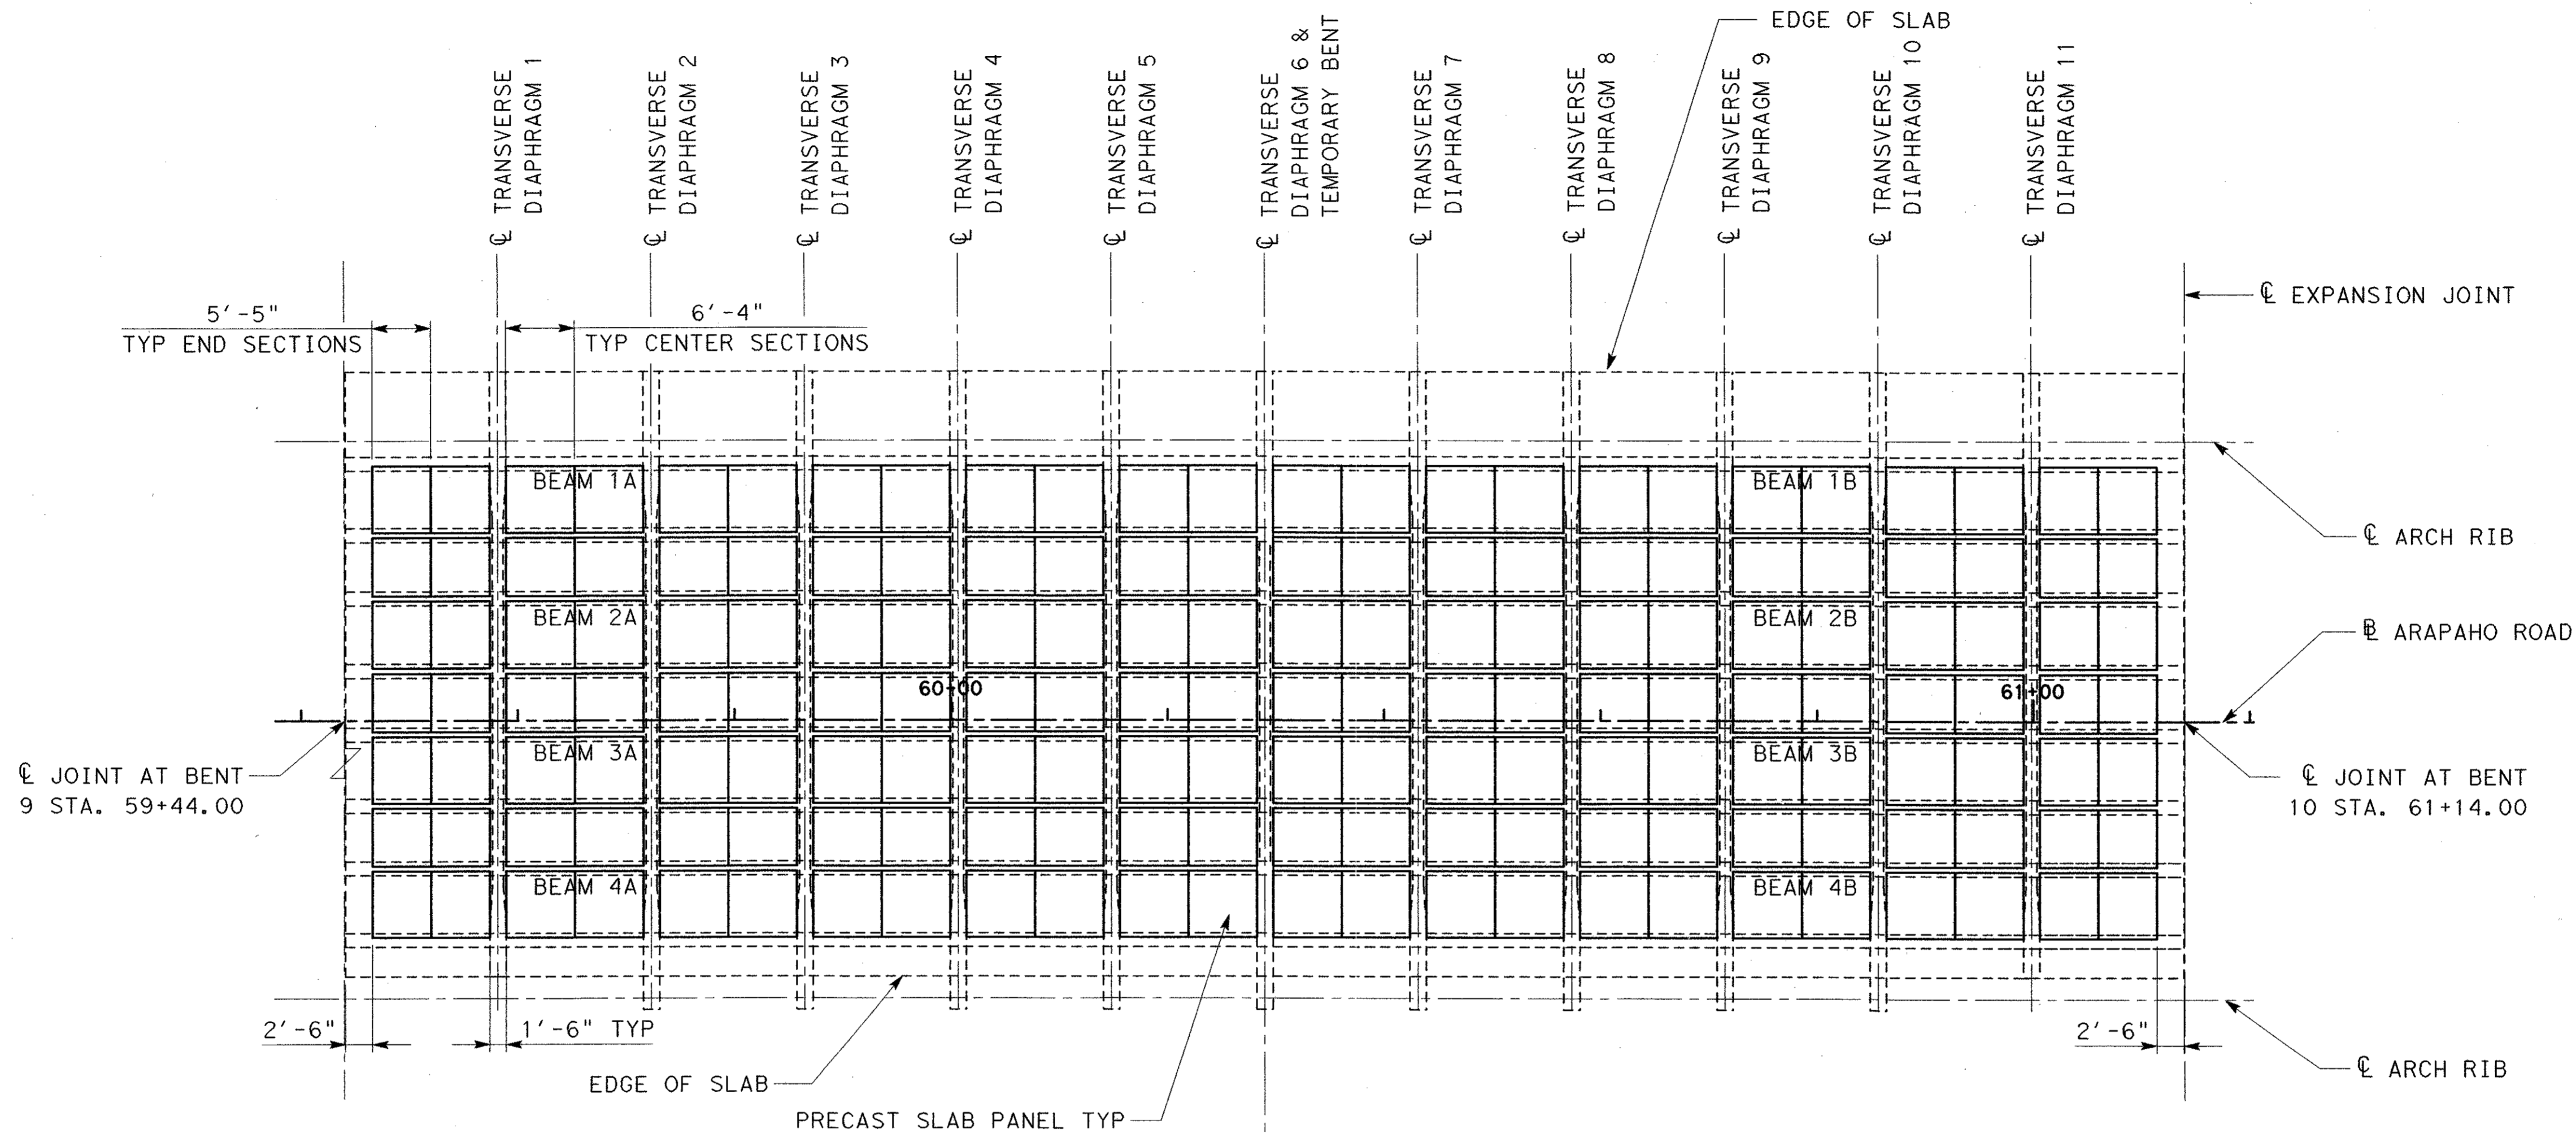 EDGE OF SLAB
TRANSVERSE
DIAPHRAGM 1
TRANSVERSE
DIAPHRAGM 2
TRANSVERSE
DIAPHRAGM 3
TRANSVERSE
DIAPHRAGM 4
TRANSVERSE
DIAPHRAGM 5
TRANSVERSE
DIAPHRAGM 6 &
TEMPORARY BENT
TRANSVERSE
DIAPHRAGM 7
TRANSVERSE
DIAPHRAGM 8
TRANSVERSE
DIAPHRAGM 9
TRANSVERSE
DIAPHRAGM 10
TRANSVERSE
DIAPHRAGM 11
℄ ℄ ℄ ℄ ℄ ℄ ℄ ℄ ℄ ℄ ℄
℄ EXPANSION JOINT
5'-5"
TYP END SECTIONS
6'-4"
TYP CENTER SECTIONS
BEAM 1A
BEAM 1B
℄ ARCH RIB
BEAM 2A
BEAM 2B
BL ARAPAHO ROAD
60+00
61+00
BEAM 3A
BEAM 3B
℄ JOINT AT BENT
9 STA. 59+44.00
℄ JOINT AT BENT
10 STA. 61+14.00
BEAM 4A
BEAM 4B
2'-6"
1'-6" TYP
2'-6"
℄ ARCH RIB
EDGE OF SLAB
PRECAST SLAB PANEL TYP